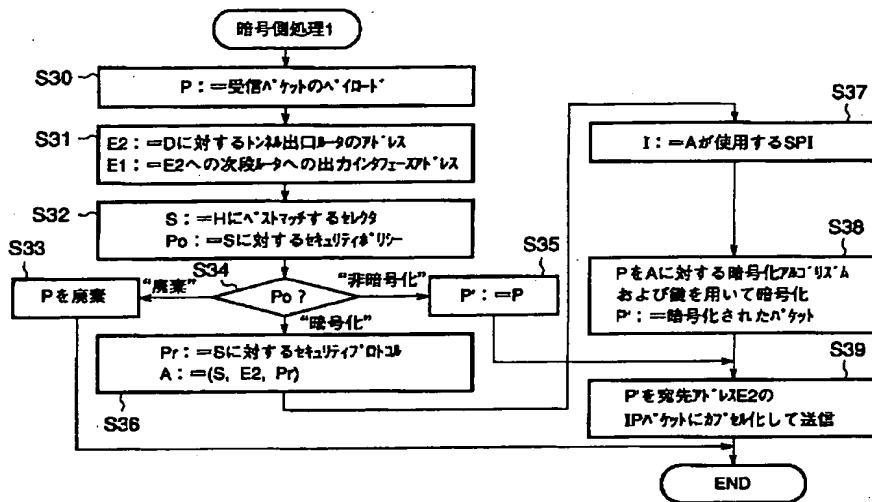 暗号側処理1
S30
P：＝受信ﾊﾟｹｯﾄのﾍﾟｲﾛｰﾄﾞ
S31
E2：＝Dに対するﾄﾝﾈﾙ出口ﾙｰﾀのｱﾄﾞﾚｽ
E1：＝E2への次段ﾙｰﾀへの出力ｲﾝﾀﾌｪｰｽｱﾄﾞﾚｽ
S32
S：＝Hにﾍﾞｽﾄﾏｯﾁするｾﾚｸﾀ
Po：＝Sに対するｾｷｭﾘﾃｨﾎﾟﾘｼｰ
S33
Pを廃棄
S34
“廃棄”
Po？
“非暗号化”
“暗号化”
S35
P'：＝P
Pr：＝Sに対するｾｷｭﾘﾃｨﾌﾟﾛﾄｺﾙ
A：＝(S, E2, Pr)
S36
S37
I：＝Aが使用するSPI
S38
PをAに対する暗号化ｱﾙｺﾞﾘｽﾞﾑ
および鍵を用いて暗号化
P'：＝暗号化されたﾊﾟｹｯﾄ
S39
P'を宛先ｱﾄﾞﾚｽE2の
IPﾊﾟｹｯﾄにｶﾌﾟｾﾙ化して送信
END